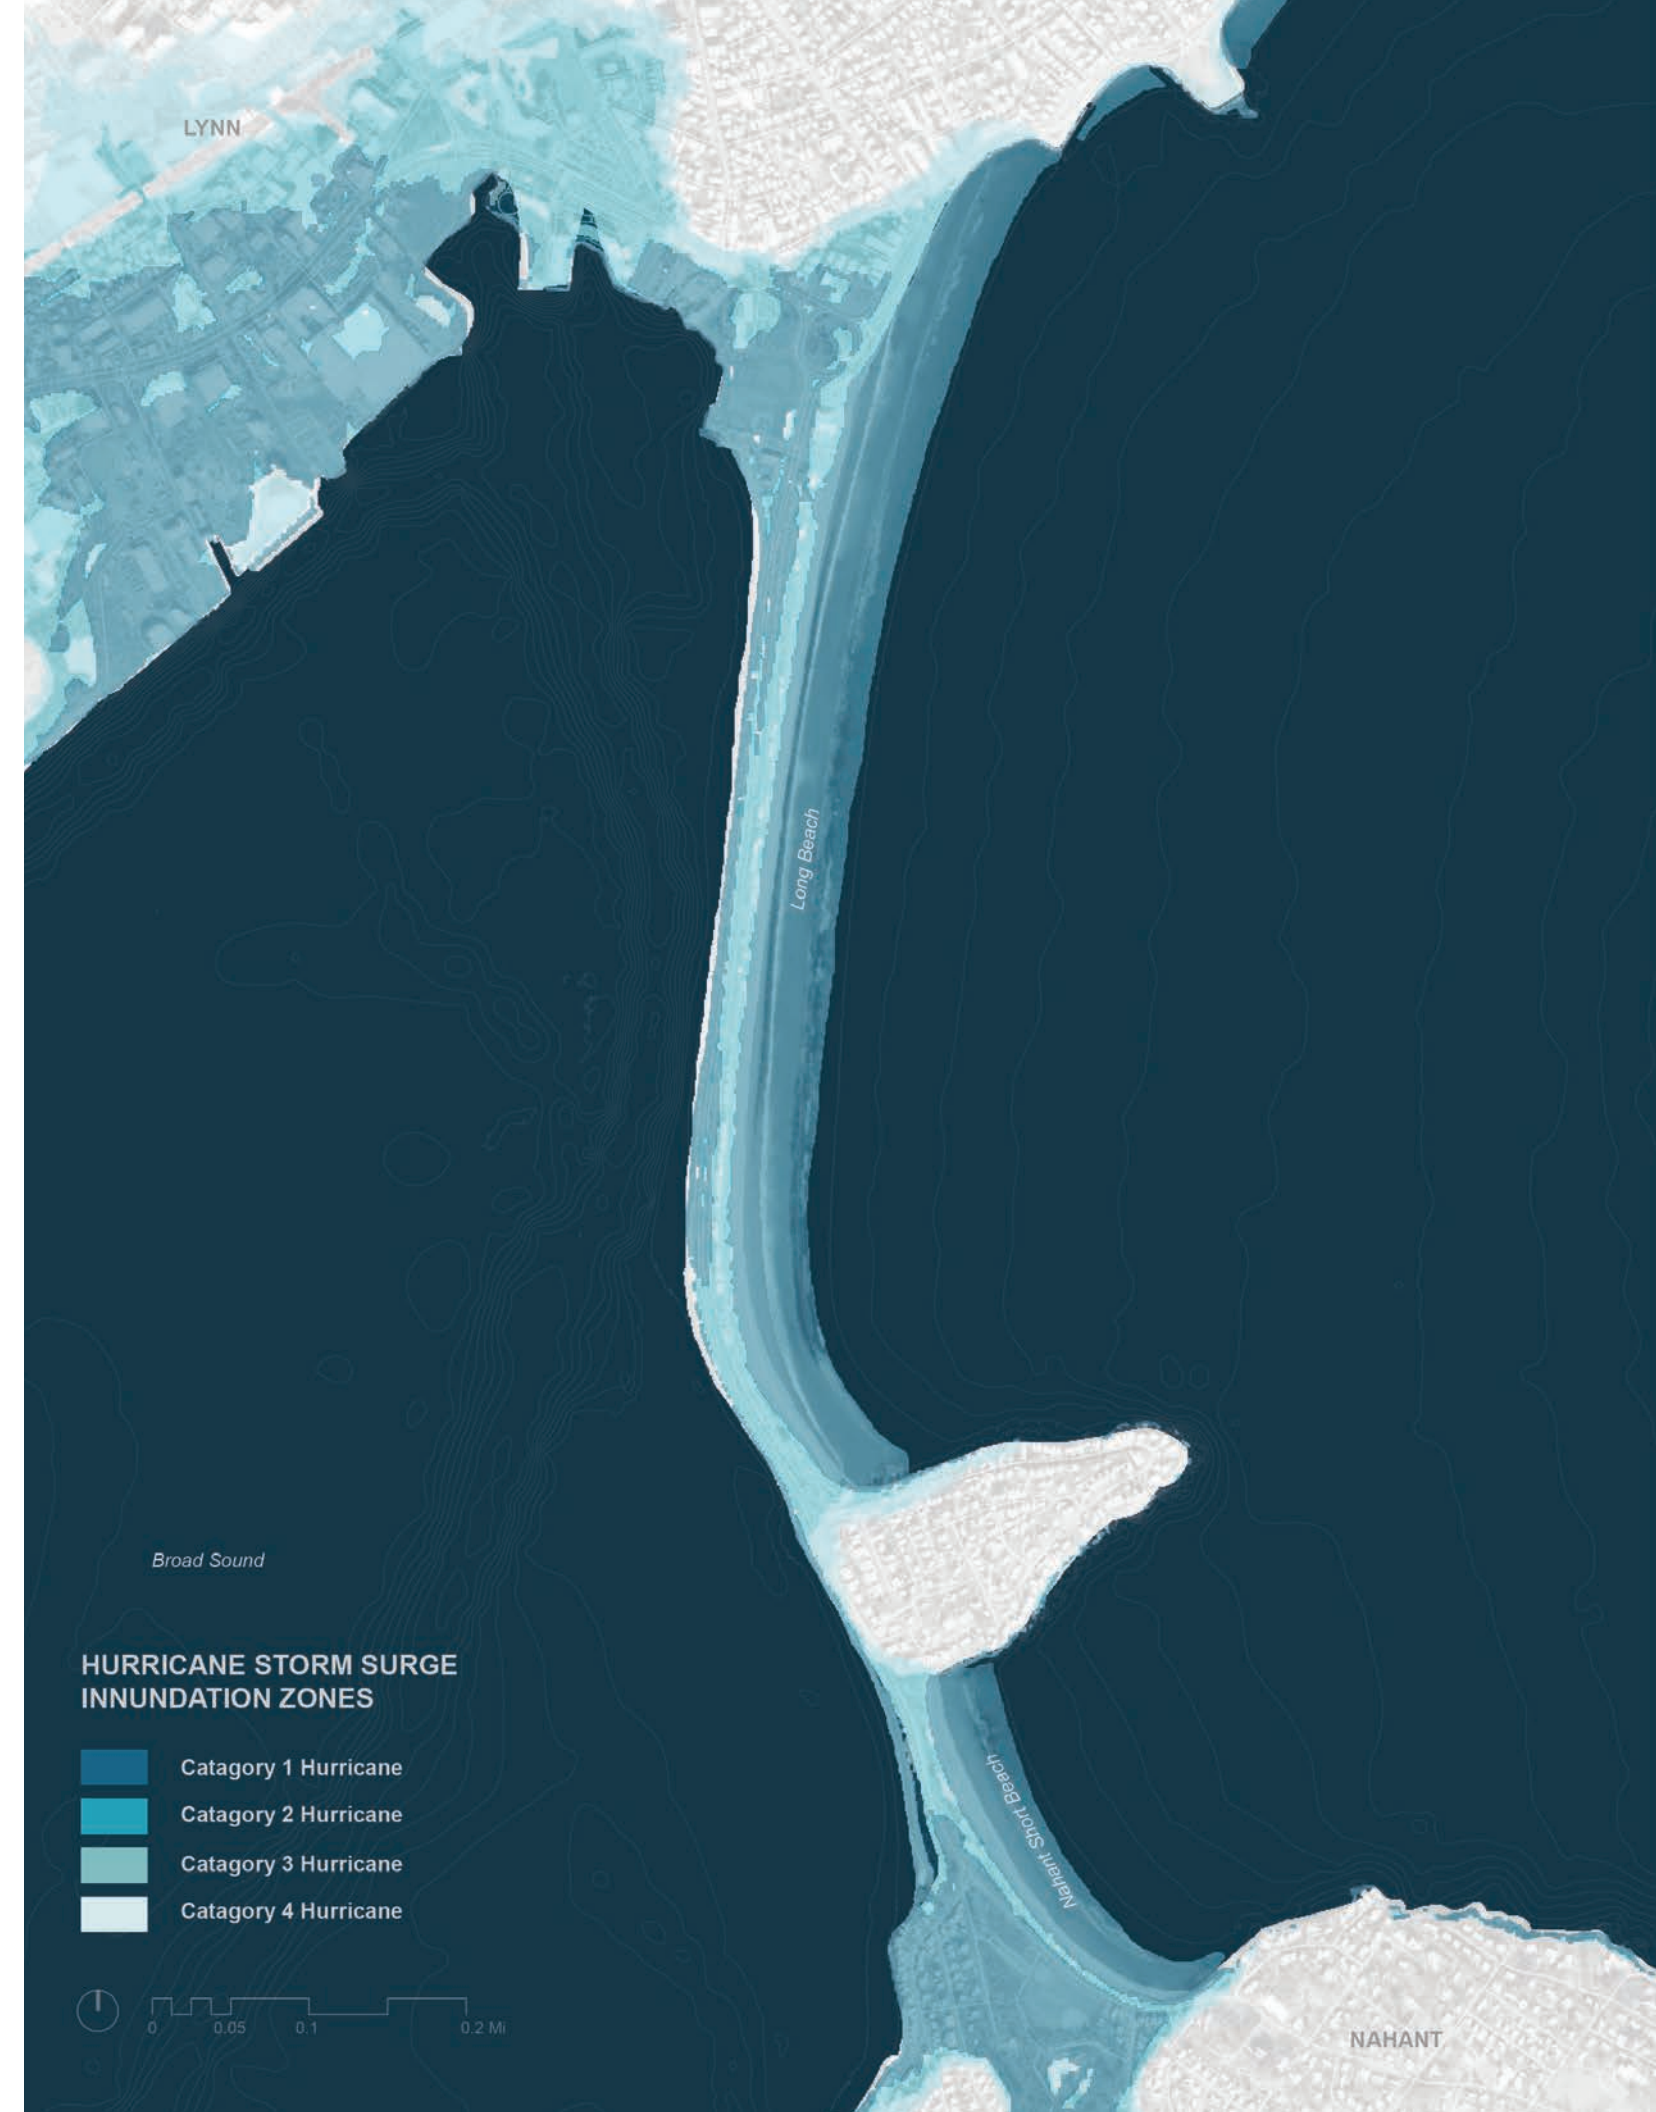 LYNN
Long Beach
Broad Sound
HURRICANE STORM SURGE
INNUNDATION ZONES
Catagory 1 Hurricane
Catagory 2 Hurricane
Catagory 3 Hurricane
Catagory 4 Hurricane
Nahant Short Beach
0 0.05 0.1 0.2 Mi
NAHANT